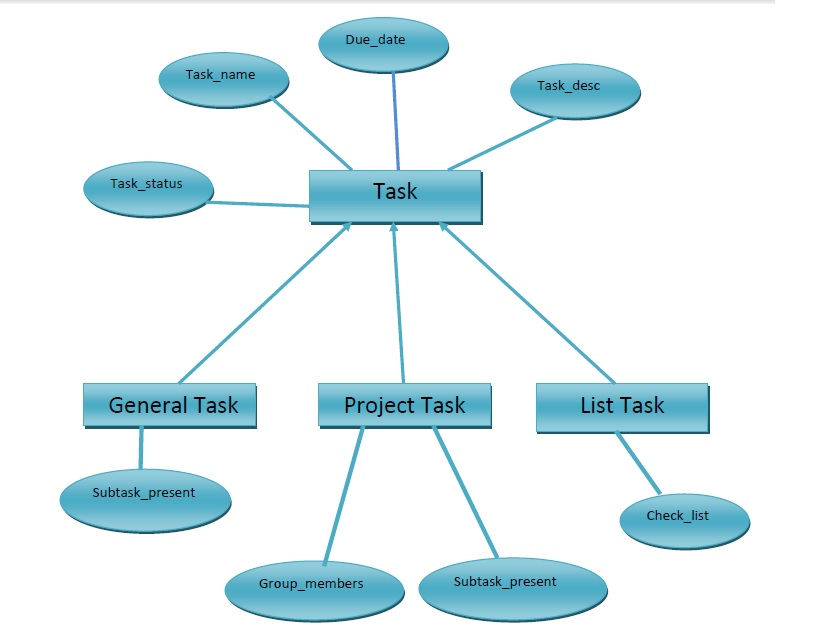 Due_date
Task_name
Task_desc
Task_status
Task
General Task
Project Task
List Task
Subtask_present
Check_list
Group_members
Subtask_present